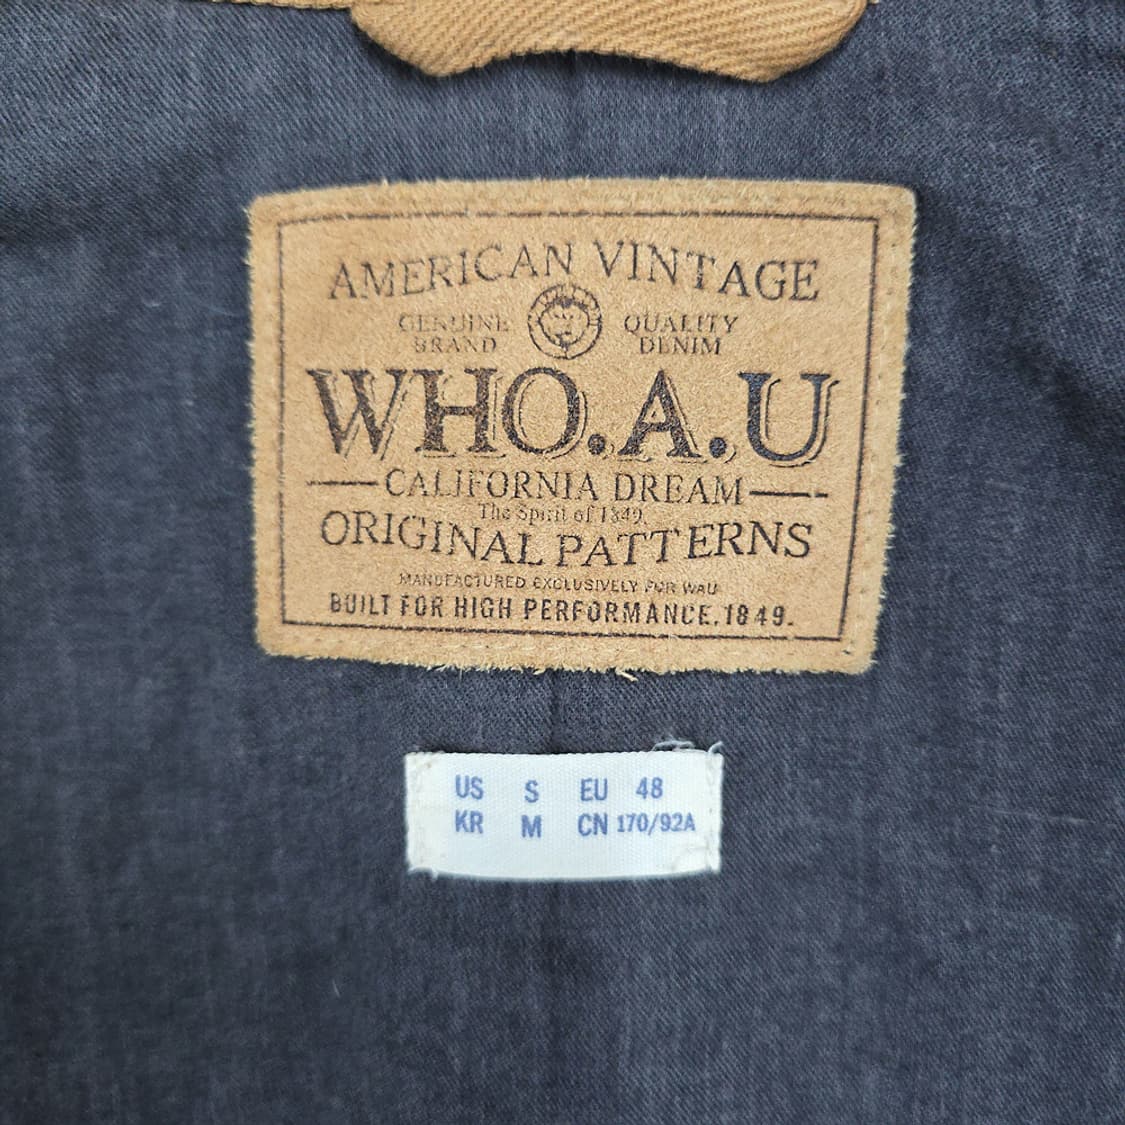 AMERICAN VINTAGE
GENUINE BRAND
QUALITY DENIM
WHO.A.U
CALIFORNIA DREAM
The Spirit of 1849
ORIGINAL PATTERNS
MANUFACTURED EXCLUSIVELY FOR WAU
BUILT FOR HIGH PERFORMANCE.1849.
US S EU 48
KR M CN 170/92A